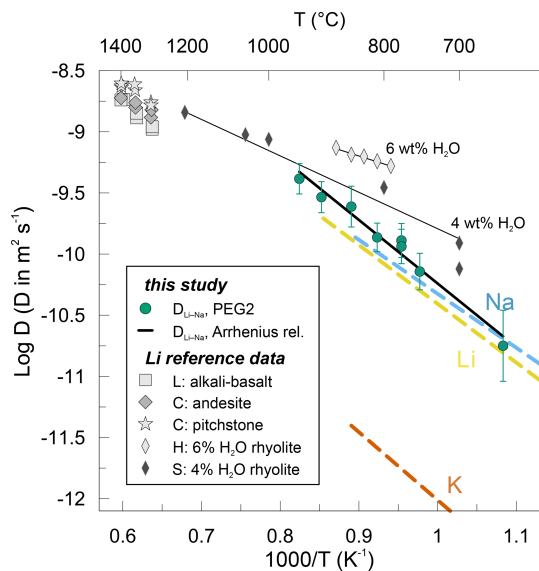 T (°C)
1400 1200 1000 800 700
-8.5
-9
-9.5
-10
-10.5
-11
-11.5
-12
Log D (D in m² s⁻¹)
6 wt% H₂O
4 wt% H₂O
Na
Li
K
this study
D_Li–Na, PEG2
D_Li–Na, Arrhenius rel.
Li reference data
L: alkali-basalt
C: andesite
C: pitchstone
H: 6% H₂O rhyolite
S: 4% H₂O rhyolite
0.6 0.7 0.8 0.9 1 1.1
1000/T (K⁻¹)